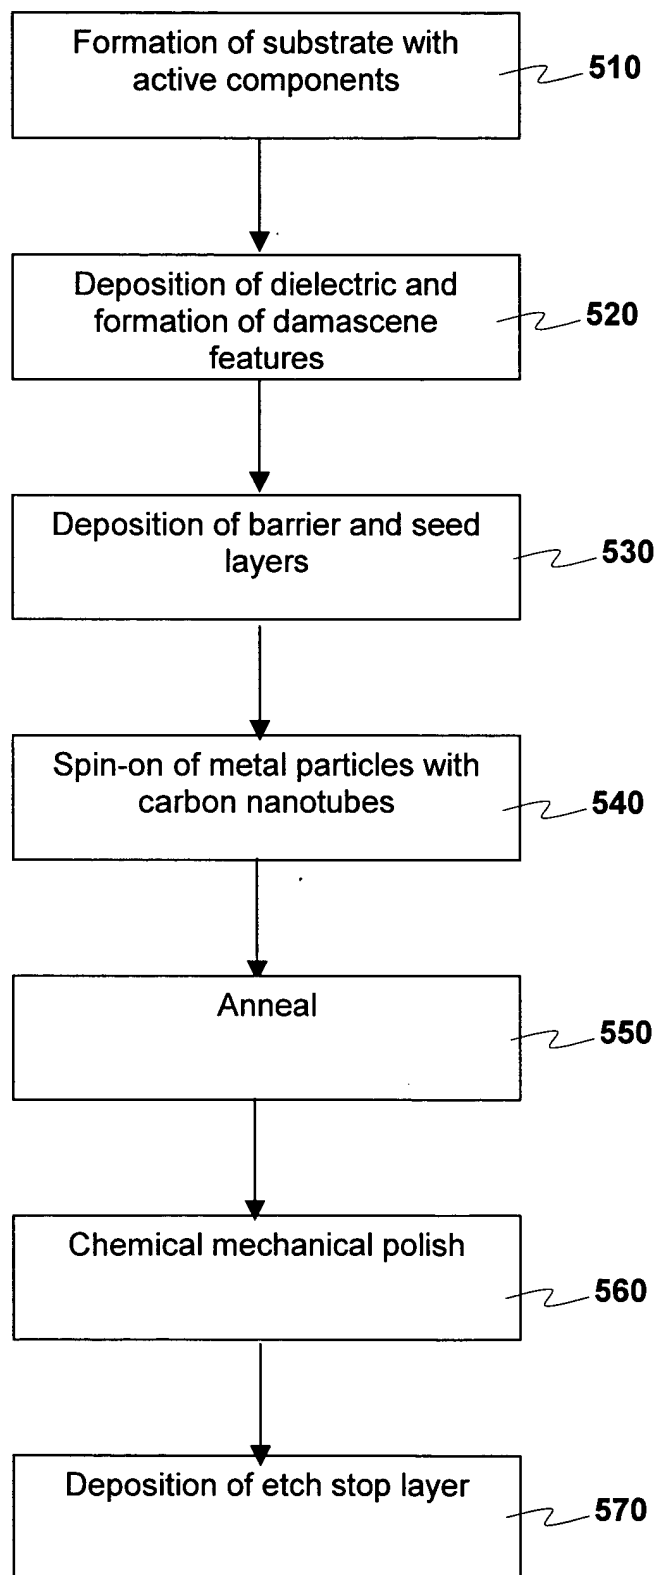 Formation of substrate with
active components
510
Deposition of dielectric and
formation of damascene
features
520
Deposition of barrier and seed
layers
530
Spin-on of metal particles with
carbon nanotubes
540
Anneal
550
Chemical mechanical polish
560
Deposition of etch stop layer
570